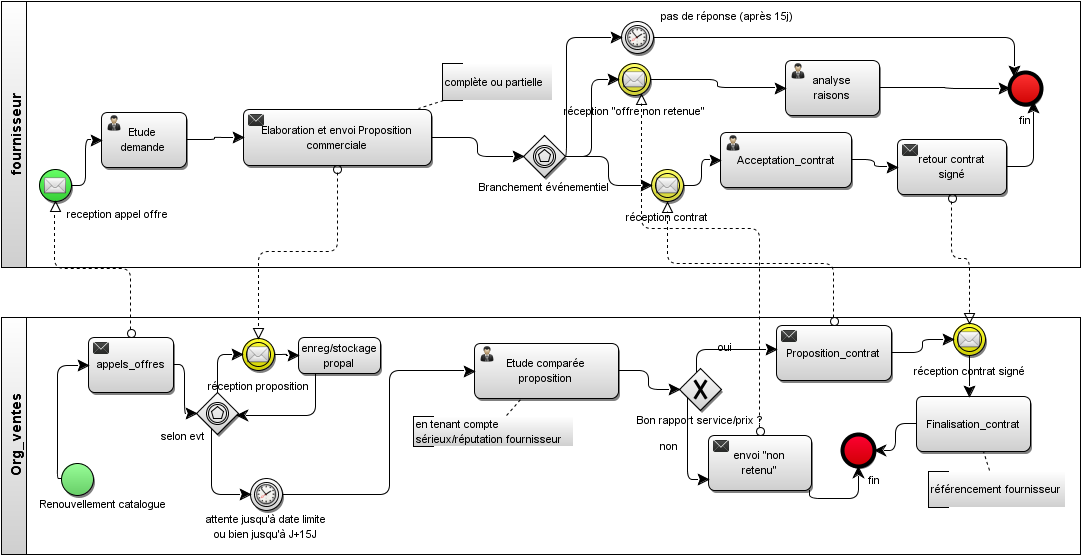 fournisseur
pas de réponse (après 15j)
complète ou partielle
réception "offre non retenue"
analyse
raisons
fin
Etude
demande
Elaboration et envoi Proposition
commerciale
Branchement événementiel
reception appel offre
Acceptation_contrat
retour contrat
signé
réception contrat
Org_ventes
appels_offres
réception proposition
enreg/stockage
propal
selon evt
Renouvellement catalogue
attente jusqu'à date limite
ou bien jusqu'à J+15J
Etude comparée
proposition
en tenant compte
sérieux/réputation fournisseur
Bon rapport service/prix ?
oui
non
Proposition_contrat
envoi "non
retenu"
réception contrat signé
Finalisation_contrat
fin
référencement fournisseur